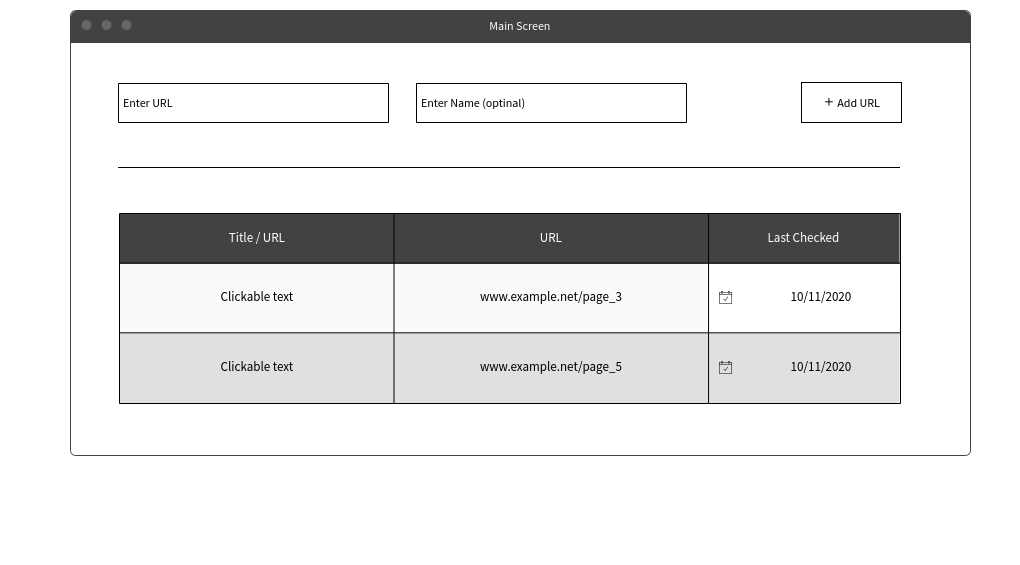 Main Screen
Enter URL
Enter Name (optinal)
+ Add URL
Title / URL
URL
Last Checked
Clickable text
www.example.net/page_3
10/11/2020
Clickable text
www.example.net/page_5
10/11/2020